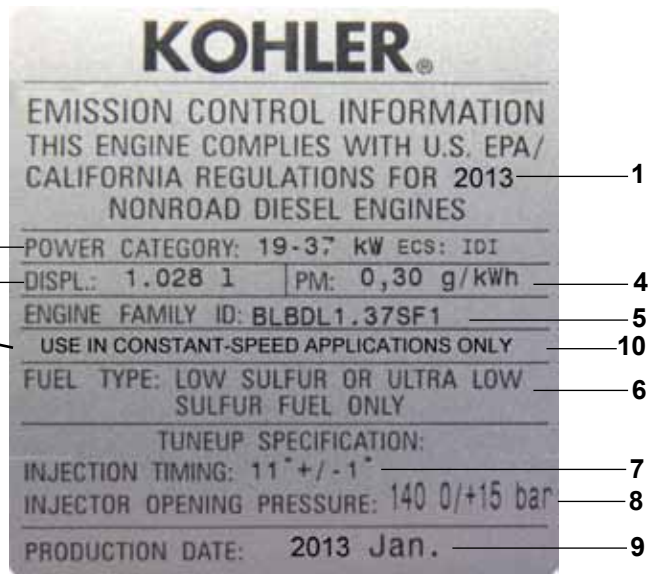 KOHLER®
EMISSION CONTROL INFORMATION
THIS ENGINE COMPLIES WITH U.S. EPA/
CALIFORNIA REGULATIONS FOR 2013 1
NONROAD DIESEL ENGINES
POWER CATEGORY: 19-37 kW ECS: IDI
DISPL.: 1.028 l PM: 0,30 g/kWh 4
ENGINE FAMILY ID: BLBDL1.37SF1 5
USE IN CONSTANT-SPEED APPLICATIONS ONLY 10
FUEL TYPE: LOW SULFUR OR ULTRA LOW 6
SULFUR FUEL ONLY
TUNEUP SPECIFICATION:
INJECTION TIMING: 11°+/-1° 7
INJECTOR OPENING PRESSURE: 140 0/+15 bar 8
PRODUCTION DATE: 2013 Jan. 9